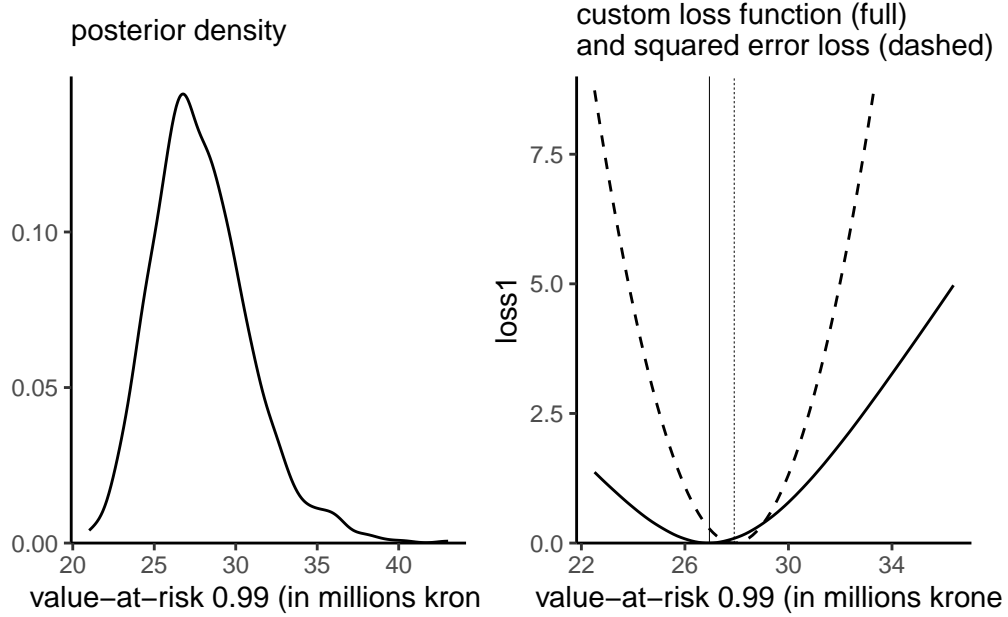 posterior density
0.10
0.05
0.00
20 25 30 35 40
value−at−risk 0.99 (in millions kron
custom loss function (full)
and squared error loss (dashed)
loss1
7.5
5.0
2.5
0.0
22 26 30 34
value−at−risk 0.99 (in millions krone